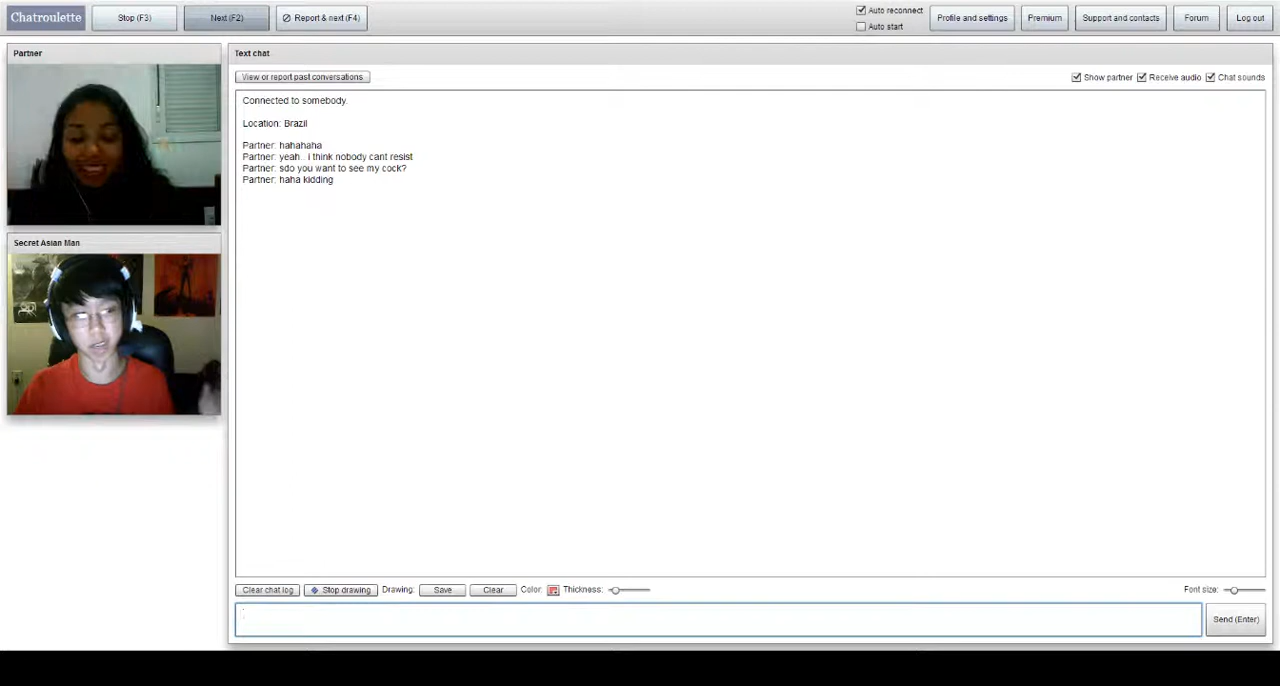 Chatroulette
Stop (F3)
Next (F2)
Report & next (F4)
Auto reconnect
Auto start
Profile and settings
Premium
Support and contacts
Forum
Log out
Partner
Text chat
View or report past conversations
Show partner
Receive audio
Chat sounds
Connected to somebody.
Location: Brazil
Partner: hahahaha
Partner: yeah.. i think nobody cant resist
Partner: sdo you want to see my cock?
Partner: haha kidding
Secret Asian Man
Clear chat log
Stop drawing
Drawing:
Save
Clear
Color:
Thickness:
Font size:
Send (Enter)